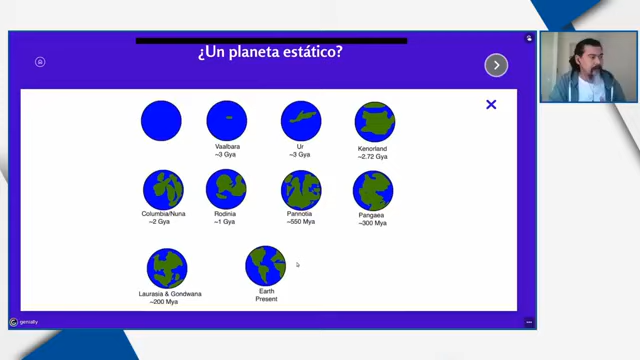 ¿Un planeta estático?
Vaalbara
~3 Gya
Ur
~3 Gya
Kenorland
~2.72 Gya
Columbia/Nuna
~2 Gya
Rodinia
~1 Gya
Pannotia
~550 Mya
Pangaea
~300 Mya
Laurasia & Gondwana
~200 Mya
Earth
Present
genially